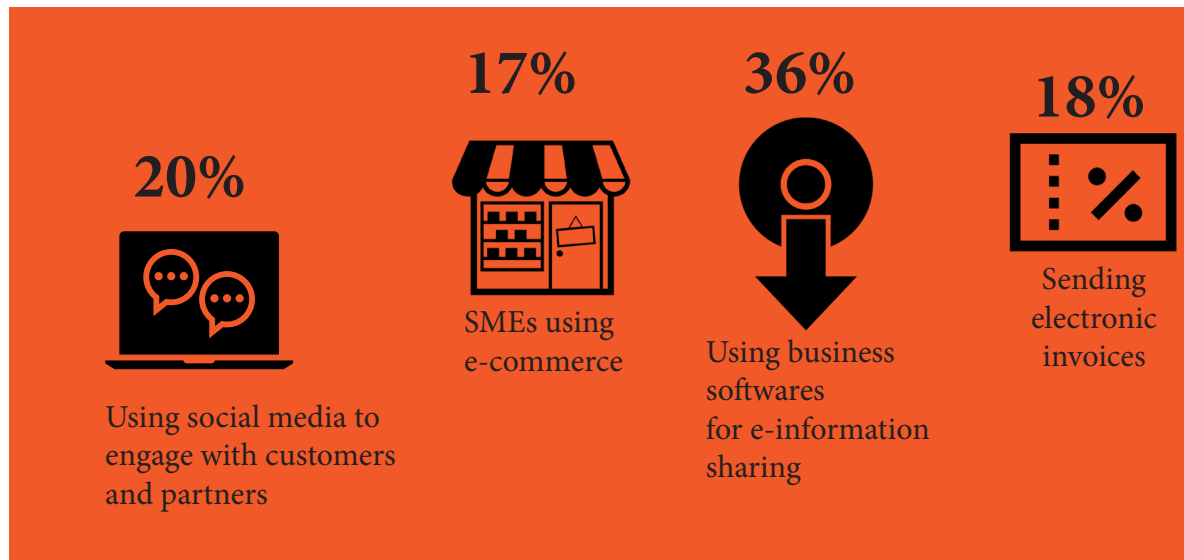 20%
Using social media to
engage with customers
and partners
17%
SMEs using
e-commerce
36%
Using business
softwares
for e-information
sharing
18%
Sending
electronic
invoices